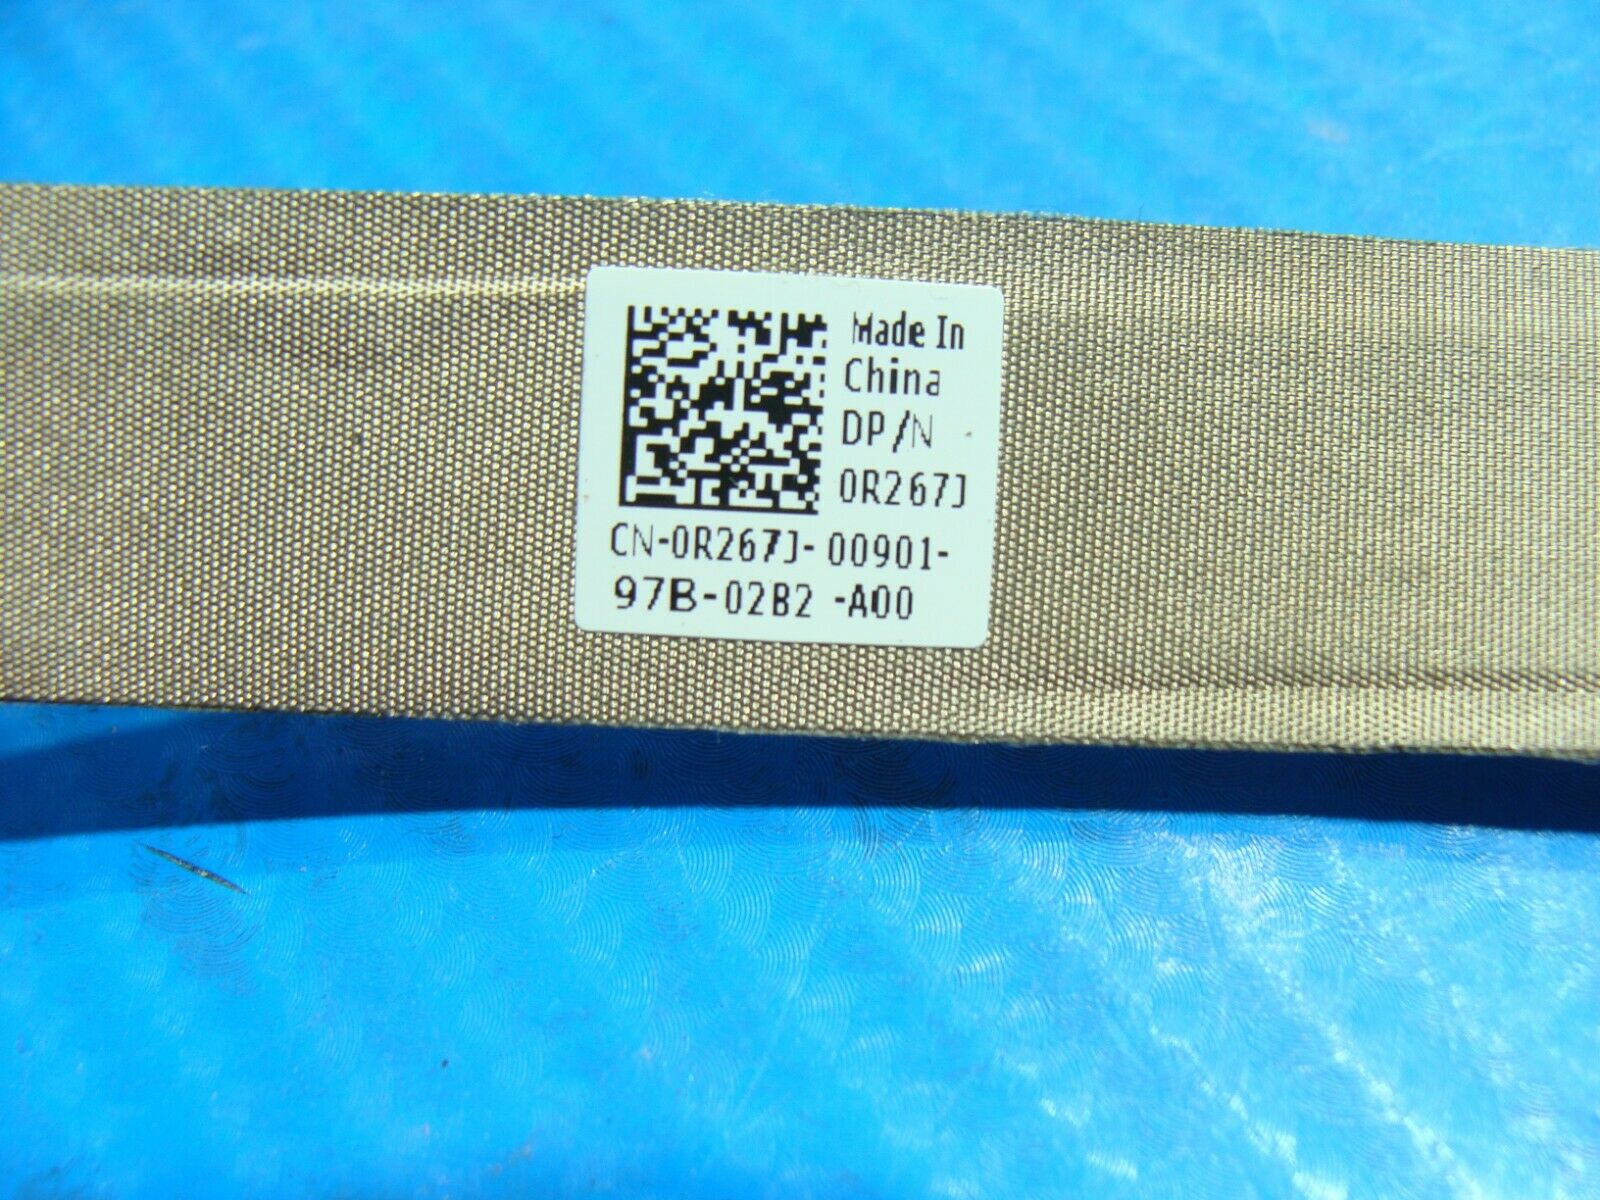 Made In
China
DP/N
0R267J
CN-0R267J-00901-
97B-02B2 -A00